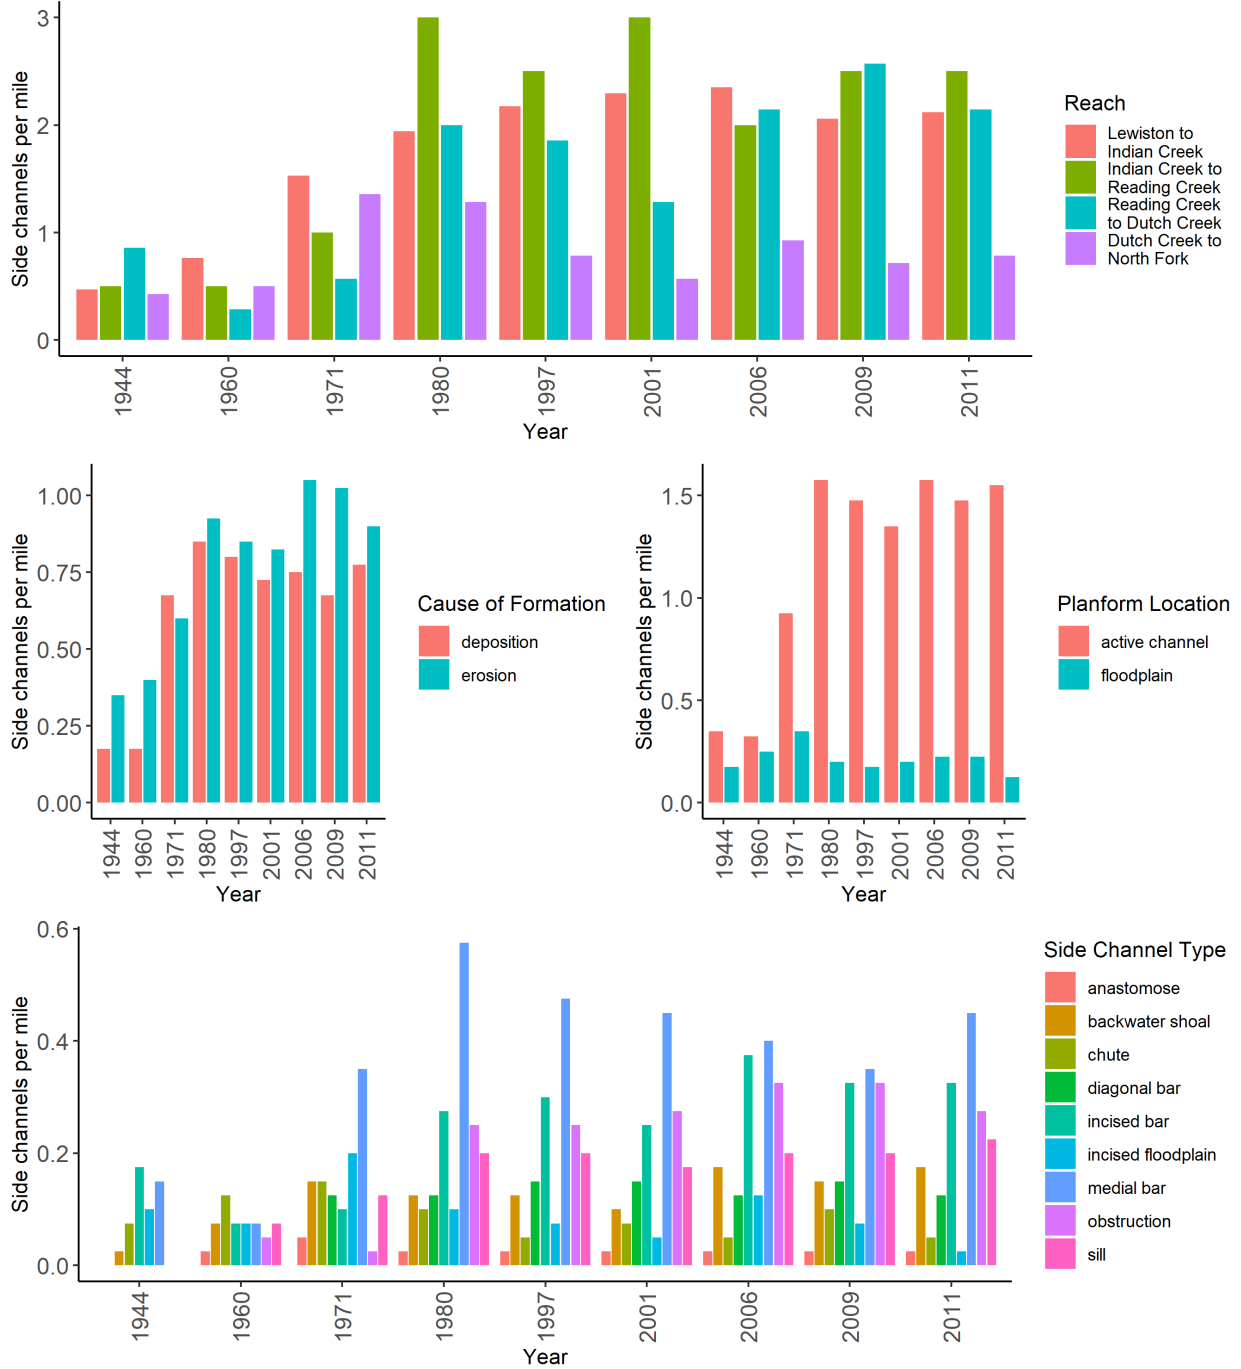 Side channels per mile
3
2
1
0
1944
1960
1971
1980
1997
2001
2006
2009
2011
Year
Reach
Lewiston to
Indian Creek
Indian Creek to
Reading Creek
Reading Creek
to Dutch Creek
Dutch Creek to
North Fork
Side channels per mile
1.00
0.75
0.50
0.25
0.00
1944
1960
1971
1980
1997
2001
2006
2009
2011
Year
Cause of Formation
deposition
erosion
Side channels per mile
1.5
1.0
0.5
0.0
1944
1960
1971
1980
1997
2001
2006
2009
2011
Year
Planform Location
active channel
floodplain
Side channels per mile
0.6
0.4
0.2
0.0
1944
1960
1971
1980
1997
2001
2006
2009
2011
Year
Side Channel Type
anastomose
backwater shoal
chute
diagonal bar
incised bar
incised floodplain
medial bar
obstruction
sill